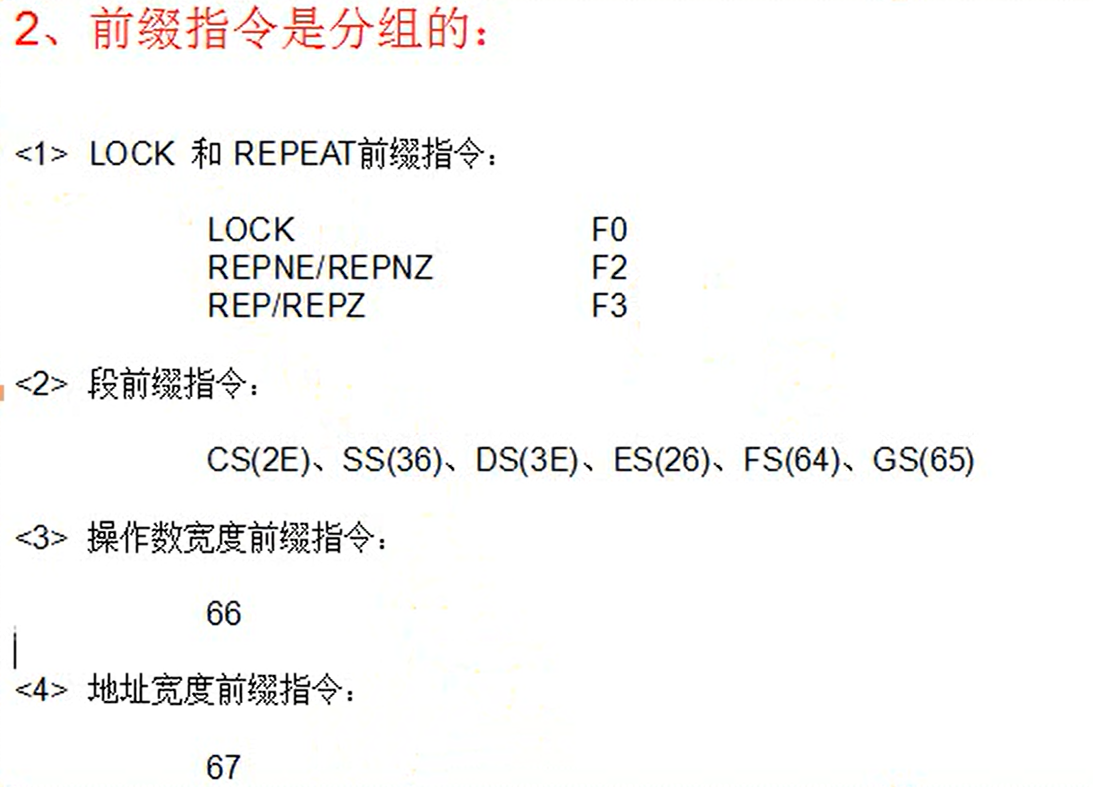 2、前缀指令是分组的：
<1> LOCK 和 REPEAT前缀指令：
LOCK F0
REPNE/REPNZ F2
REP/REPZ F3
<2> 段前缀指令：
CS(2E)、SS(36)、DS(3E)、ES(26)、FS(64)、GS(65)
<3> 操作数宽度前缀指令：
66
<4> 地址宽度前缀指令：
67